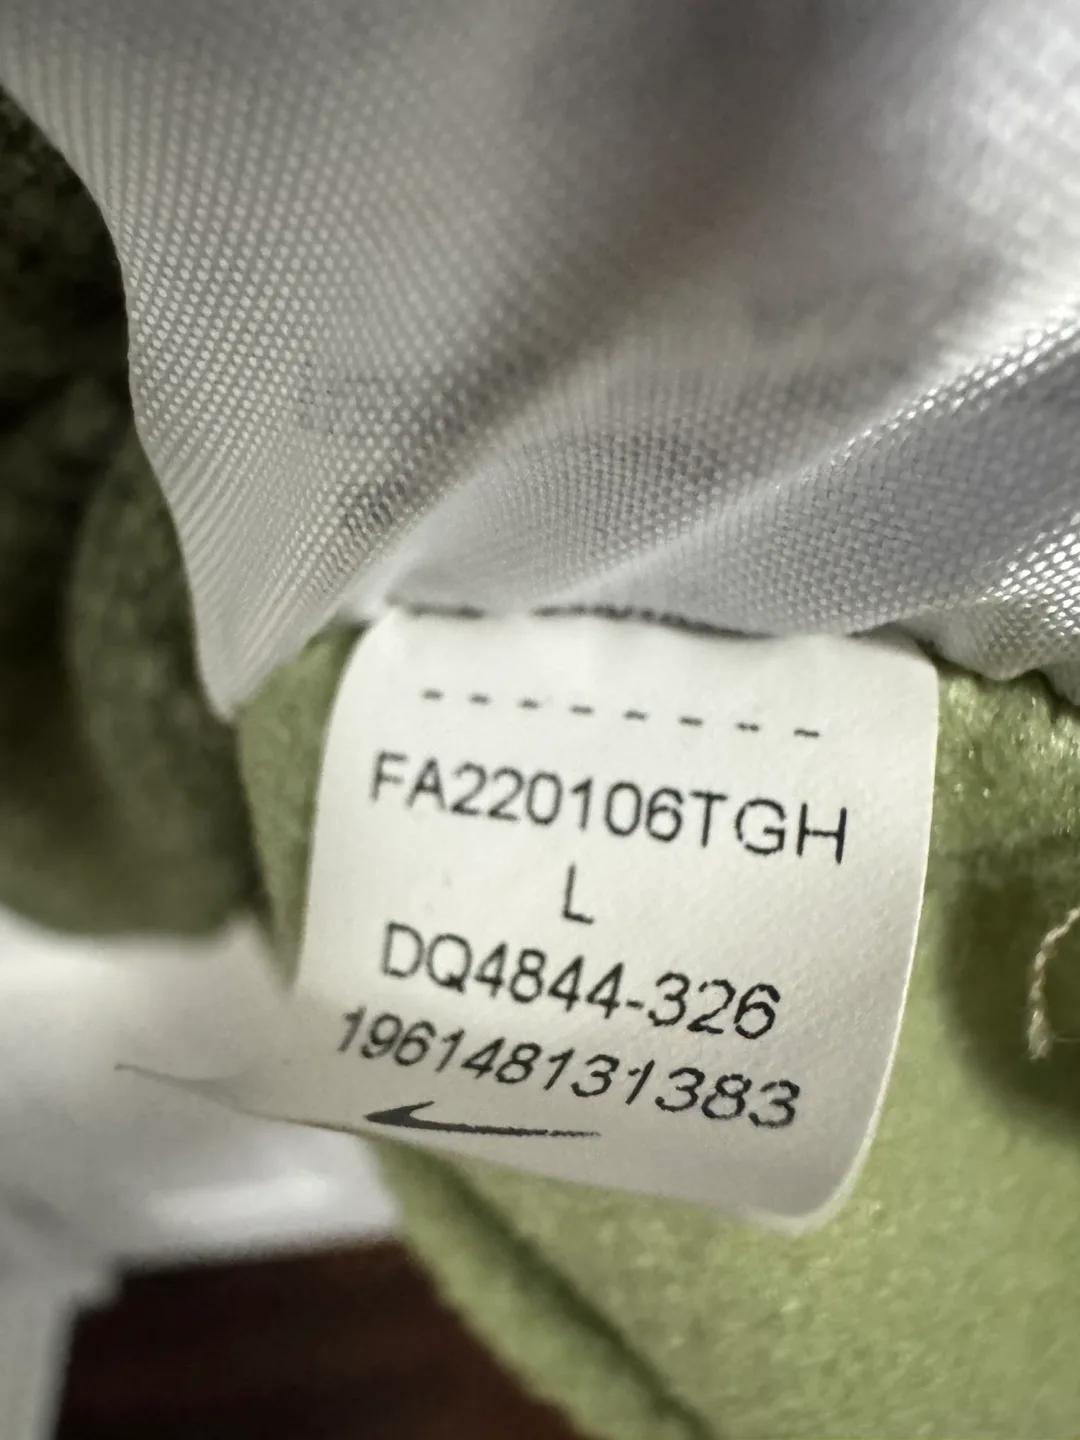 - - - - - - - -
FA220106TGH
L
DQ4844-326
196148131383